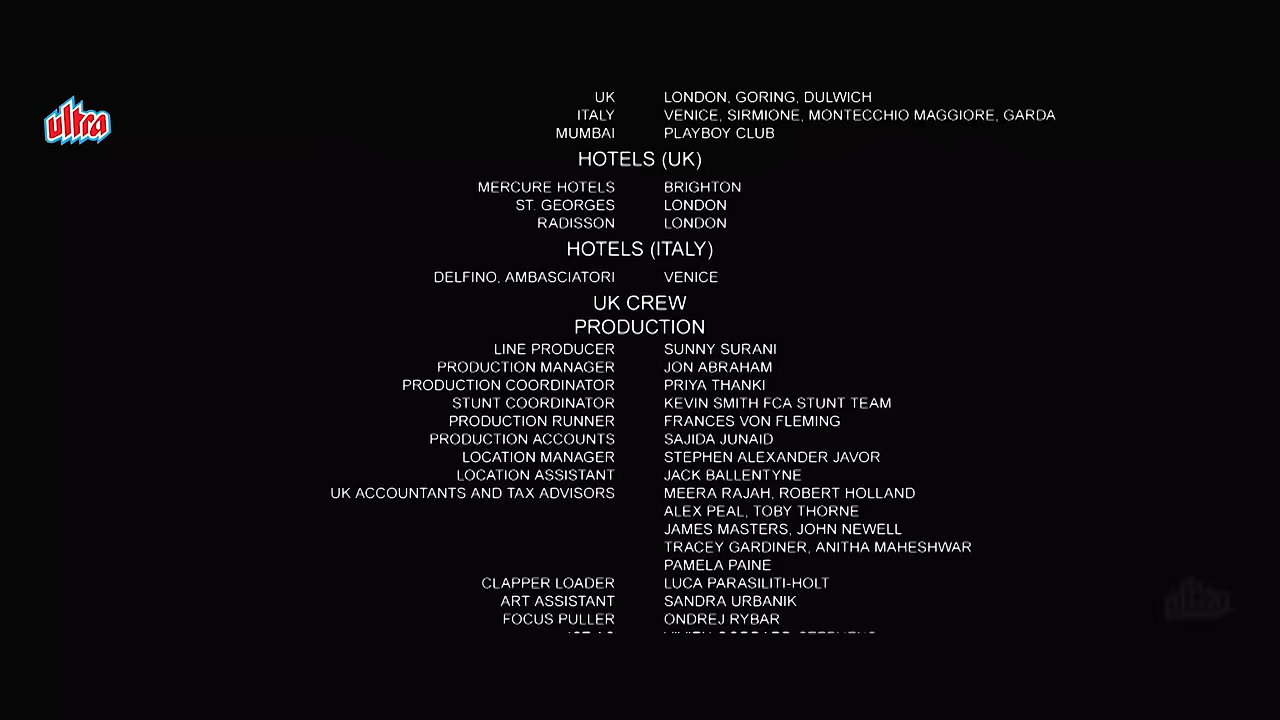 ultra
UK LONDON, GORING, DULWICH
ITALY VENICE, SIRMIONE, MONTECCHIO MAGGIORE, GARDA
MUMBAI PLAYBOY CLUB
HOTELS (UK)
MERCURE HOTELS BRIGHTON
ST. GEORGES LONDON
RADISSON LONDON
HOTELS (ITALY)
DELFINO, AMBASCIATORI VENICE
UK CREW
PRODUCTION
LINE PRODUCER SUNNY SURANI
PRODUCTION MANAGER JON ABRAHAM
PRODUCTION COORDINATOR PRIYA THANKI
STUNT COORDINATOR KEVIN SMITH FCA STUNT TEAM
PRODUCTION RUNNER FRANCES VON FLEMING
PRODUCTION ACCOUNTS SAJIDA JUNAID
LOCATION MANAGER STEPHEN ALEXANDER JAVOR
LOCATION ASSISTANT JACK BALLENTYNE
UK ACCOUNTANTS AND TAX ADVISORS MEERA RAJAH, ROBERT HOLLAND
ALEX PEAL, TOBY THORNE
JAMES MASTERS, JOHN NEWELL
TRACEY GARDINER, ANITHA MAHESHWAR
PAMELA PAINE
CLAPPER LOADER LUCA PARASILITI-HOLT
ART ASSISTANT SANDRA URBANIK
FOCUS PULLER ONDREJ RYBAR
ultra